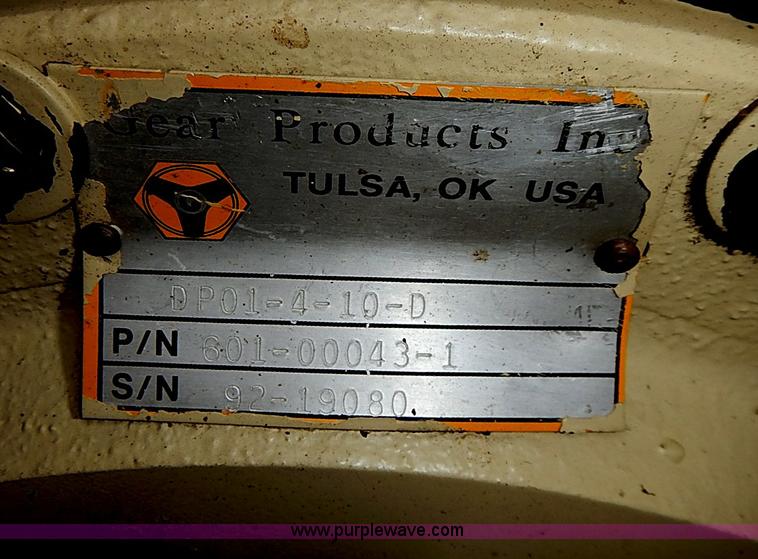 Gear Products Inc
TULSA, OK USA
DP01-4-10-D
P/N 601-00043-1
S/N 92-19080
www.purplewave.com